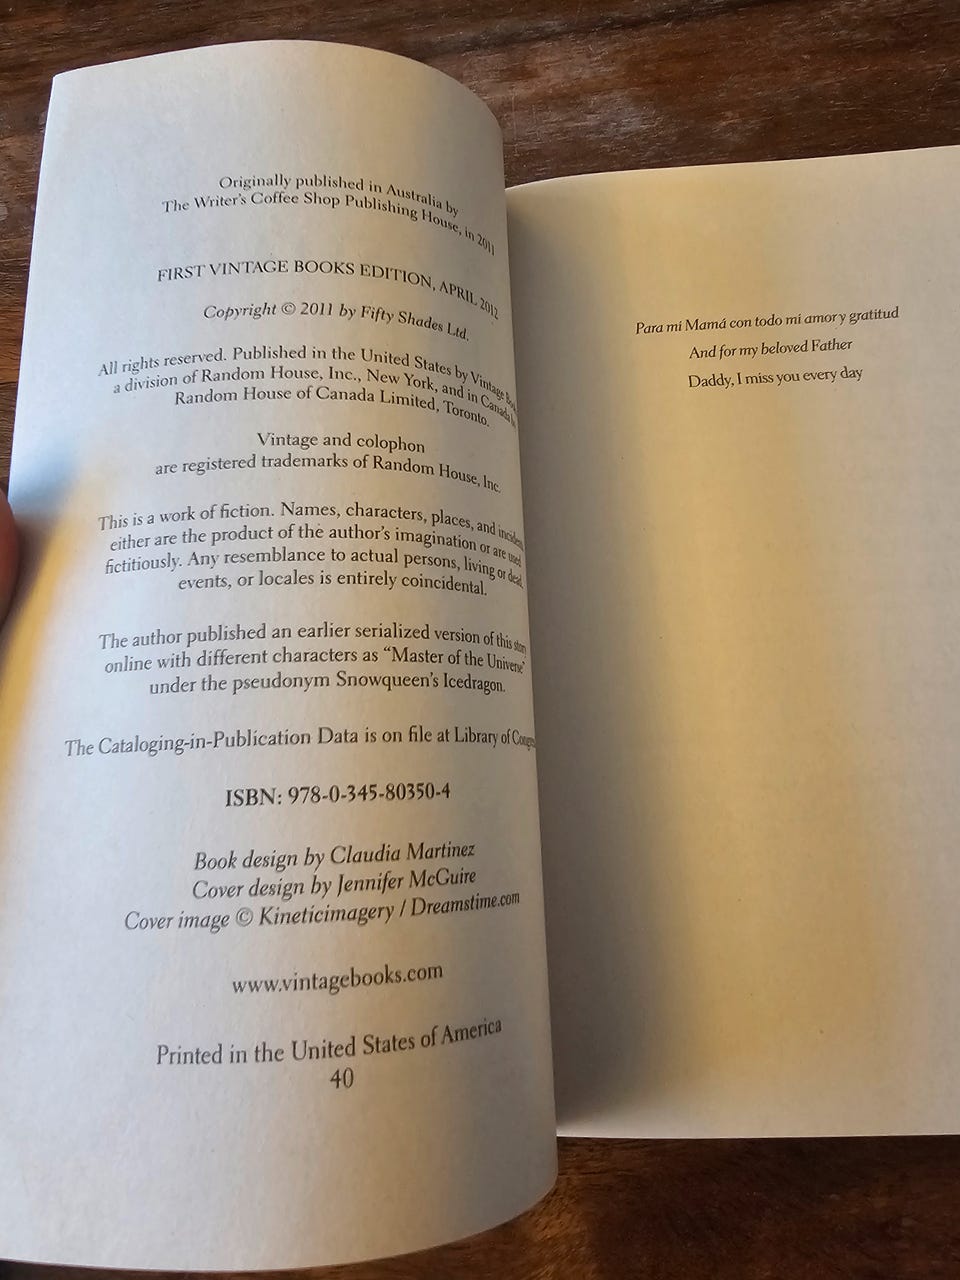 Originally published in Australia by
The Writer's Coffee Shop Publishing House, in 2011
FIRST VINTAGE BOOKS EDITION, APRIL 2012
Copyright © 2011 by Fifty Shades Ltd.
All rights reserved. Published in the United States by Vintage
a division of Random House, Inc., New York, and in Canada
Random House of Canada Limited, Toronto.
Vintage and colophon
are registered trademarks of Random House, Inc.
This is a work of fiction. Names, characters, places, and
either are the product of the author's imagination or are used
fictitiously. Any resemblance to actual persons, living or dead,
events, or locales is entirely coincidental.
The author published an earlier serialized version of this story
online with different characters as “Master of the Universe”
under the pseudonym Snowqueen's Icedragon.
The Cataloging-in-Publication Data is on file at Library of
ISBN: 978-0-345-80350-4
Book design by Claudia Martinez
Cover design by Jennifer McGuire
Cover image © Kineticimagery / Dreamstime.com
www.vintagebooks.com
Printed in the United States of America
40
Para mi Mamá con todo mi amor y gratitud
And for my beloved Father
Daddy, I miss you every day